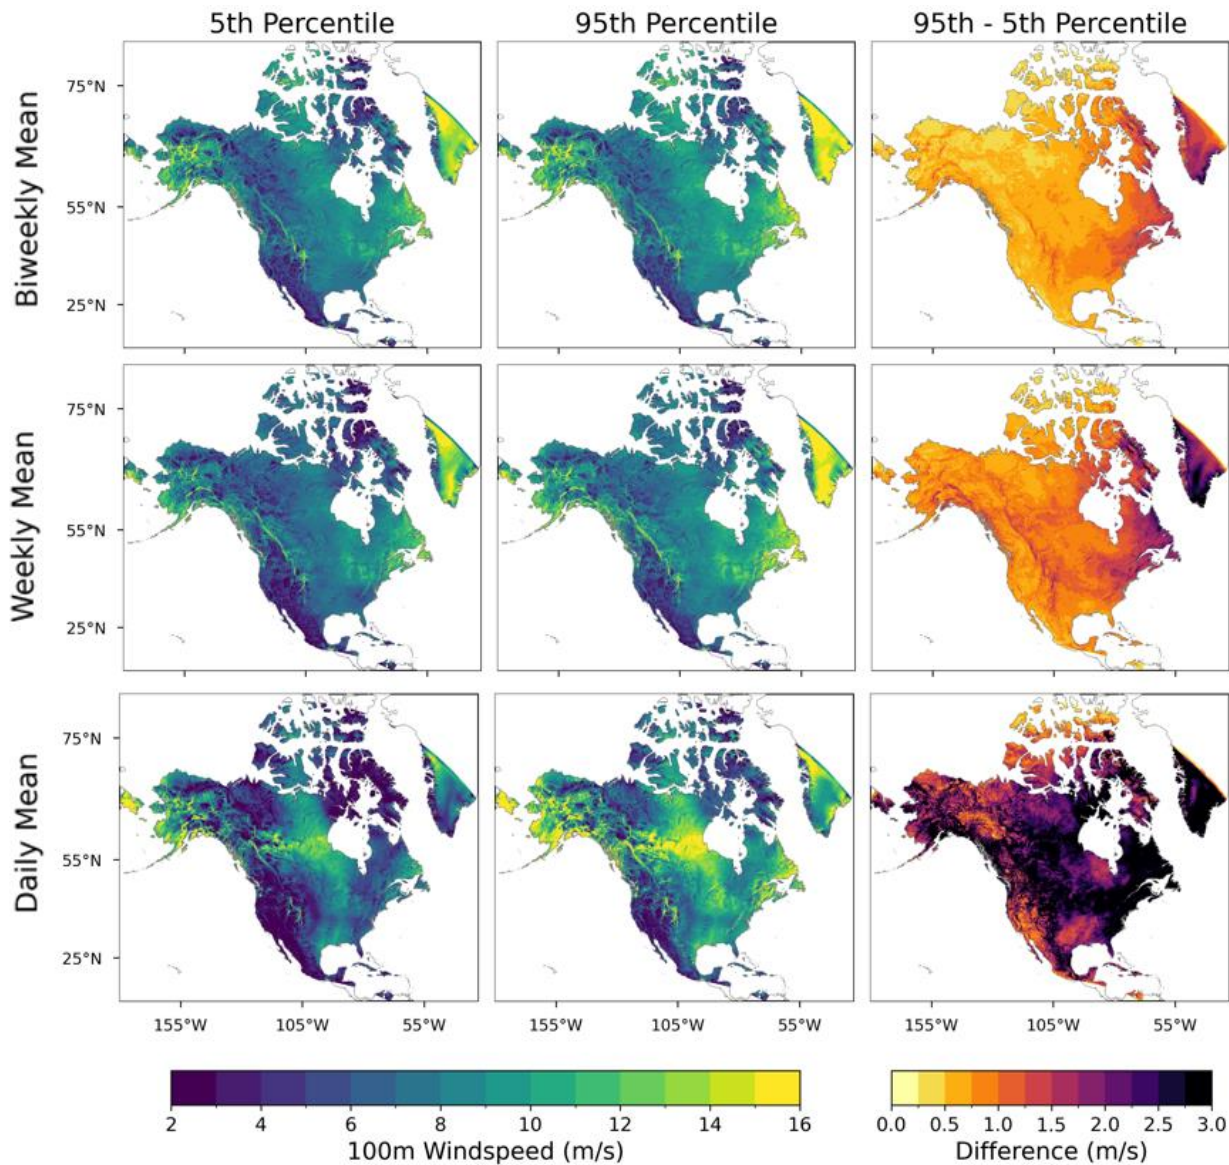 5th Percentile 95th Percentile 95th - 5th Percentile
Biweekly Mean
75°N
55°N
25°N
Weekly Mean
75°N
55°N
25°N
Daily Mean
75°N
55°N
25°N
155°W 105°W 55°W 155°W 105°W 55°W 155°W 105°W 55°W
2 4 6 8 10 12 14 16 0.0 0.5 1.0 1.5 2.0 2.5 3.0
100m Windspeed (m/s) Difference (m/s)